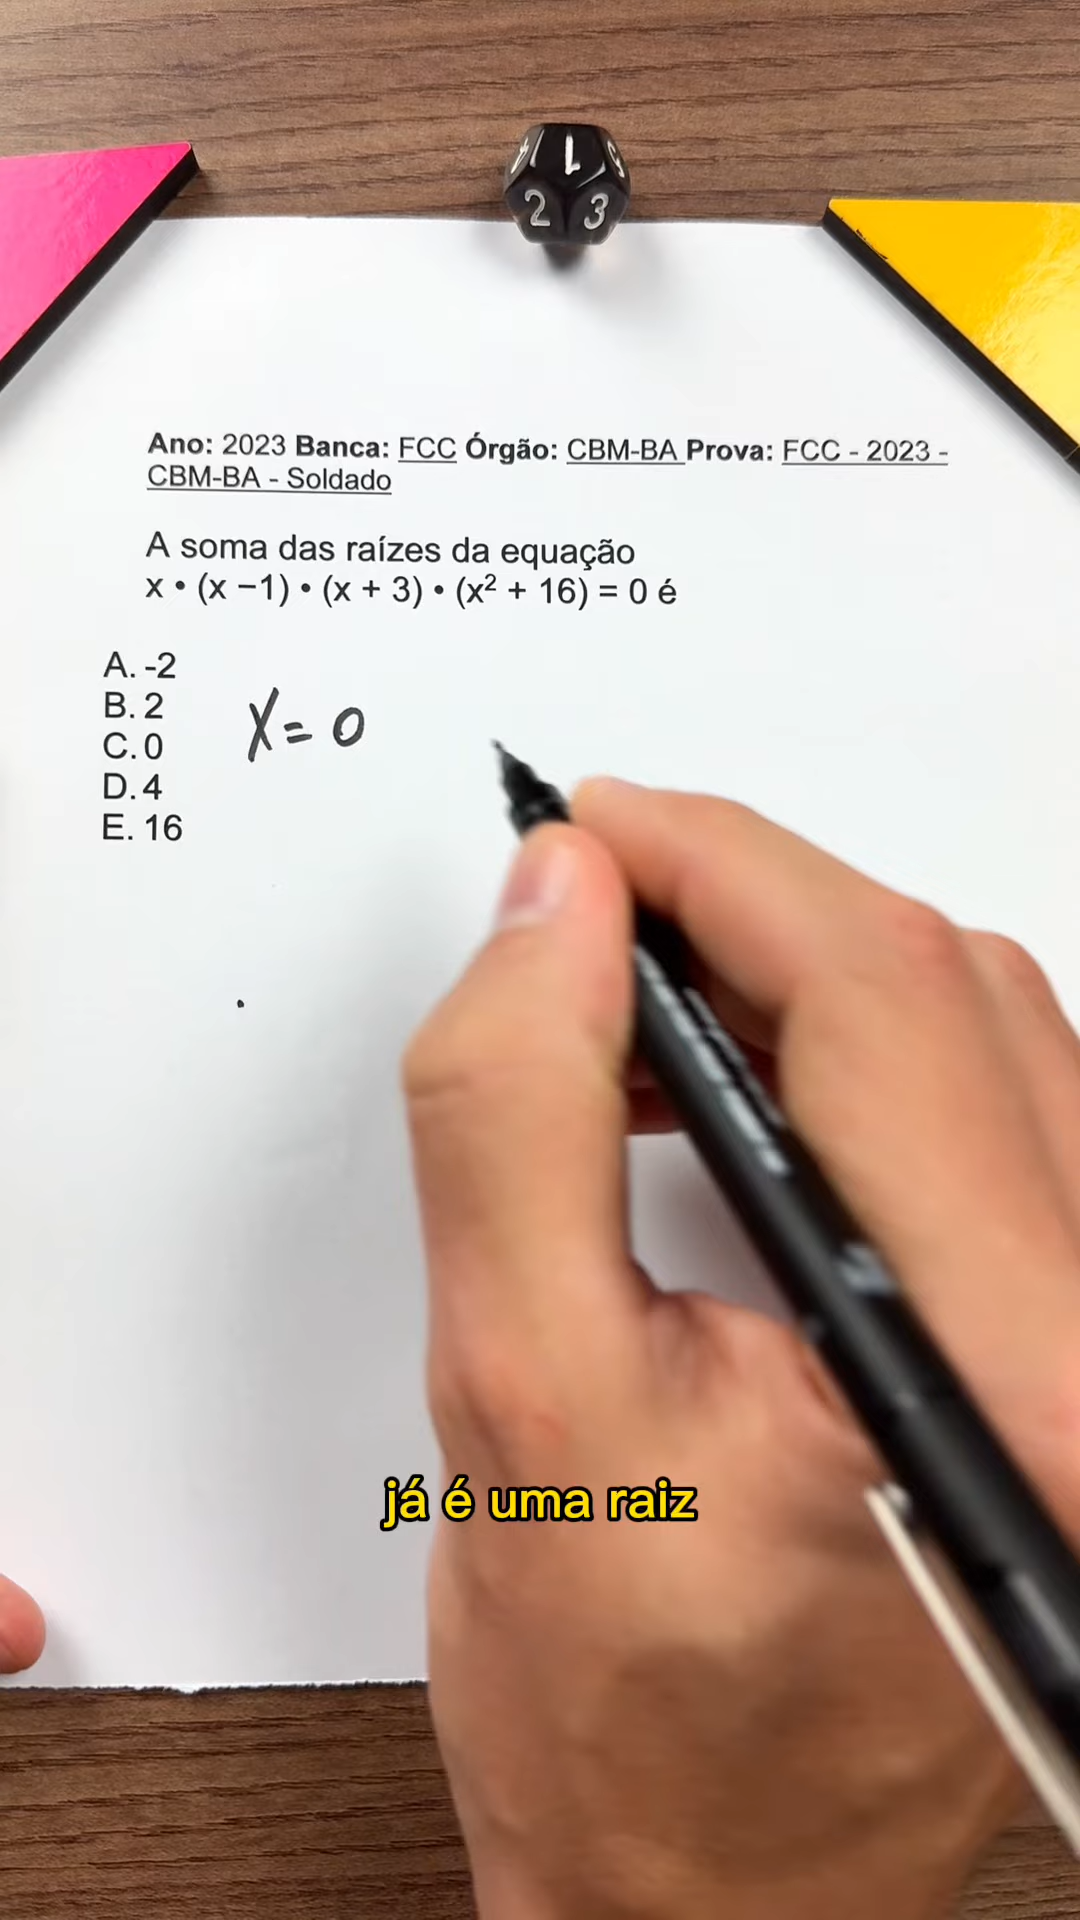 1
2 3
Ano: 2023 Banca: FCC Órgão: CBM-BA Prova: FCC - 2023 -
CBM-BA - Soldado
A soma das raízes da equação
x • (x −1) • (x + 3) • (x² + 16) = 0 é
A. -2
B. 2
C. 0
D. 4
E. 16
X = 0
já é uma raiz